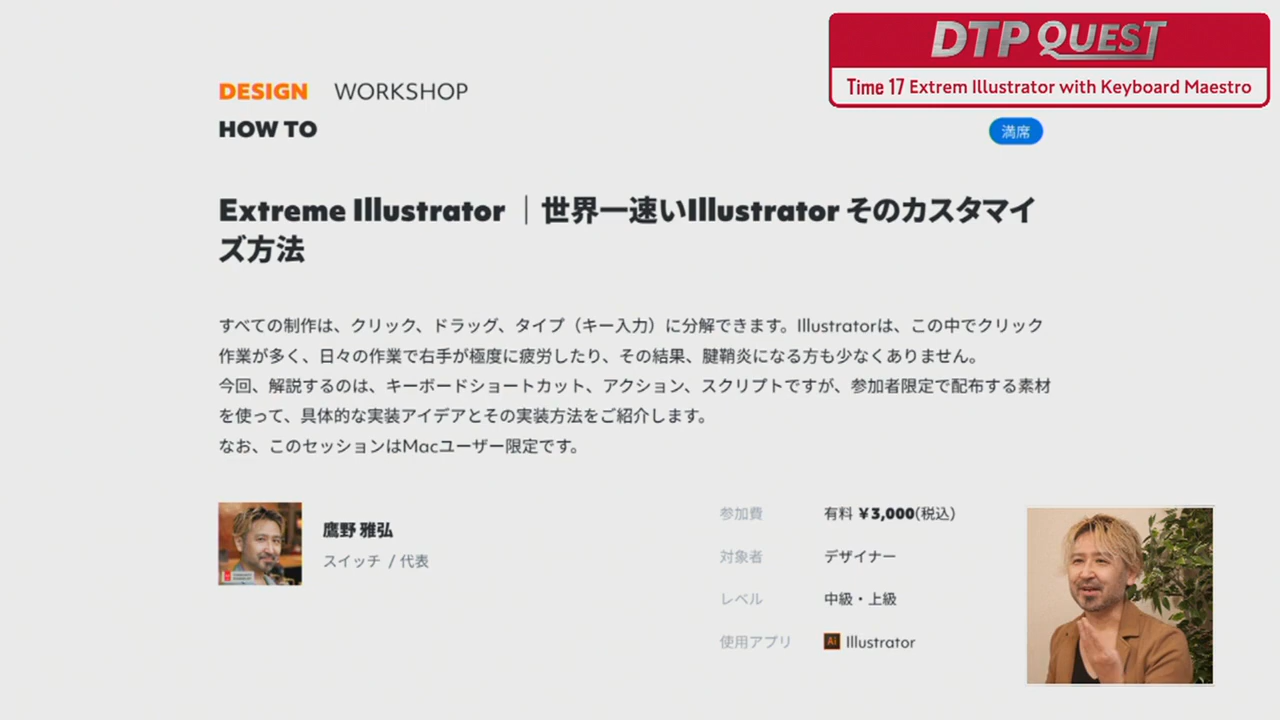 DTP QUEST
Time 17 Extrem Illustrator with Keyboard Maestro
DESIGN WORKSHOP
HOW TO
満席
Extreme Illustrator ｜世界一速いIllustrator そのカスタマイ
ズ方法
すべての制作は、クリック、ドラッグ、タイプ（キー入力）に分解できます。Illustratorは、この中でクリック
作業が多く、日々の作業で右手が極度に疲労したり、その結果、腱鞘炎になる方も少なくありません。
今回、解説するのは、キーボードショートカット、アクション、スクリプトですが、参加者限定で配布する素材
を使って、具体的な実装アイデアとその実装方法をご紹介します。
なお、このセッションはMacユーザー限定です。
鷹野 雅弘
スイッチ / 代表
参加費 有料 ¥3,000(税込)
対象者 デザイナー
レベル 中級・上級
使用アプリ Ai Illustrator